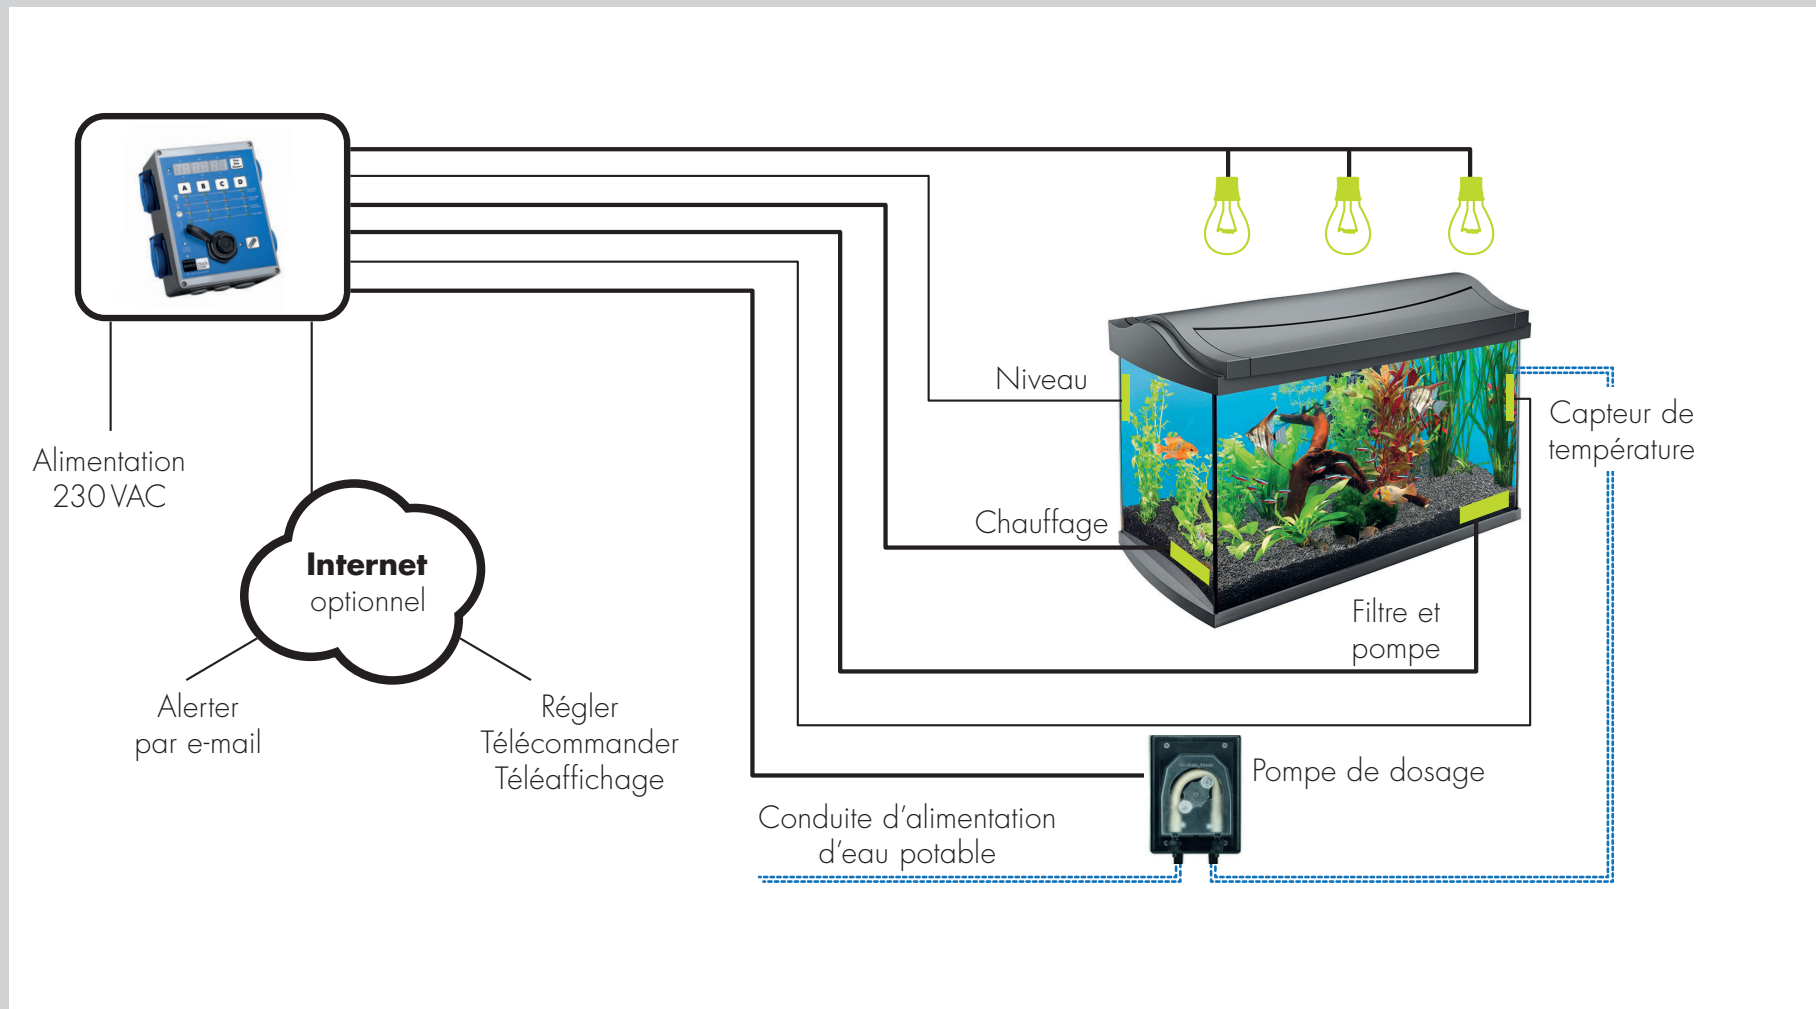 A B C D
Niveau
Capteur de
température
Alimentation
230 VAC
Chauffage
Internet
optionnel
Filtre et
pompe
Alerter
par e-mail
Régler
Télécommander
Téléaffichage
Pompe de dosage
Conduite d'alimentation
d'eau potable